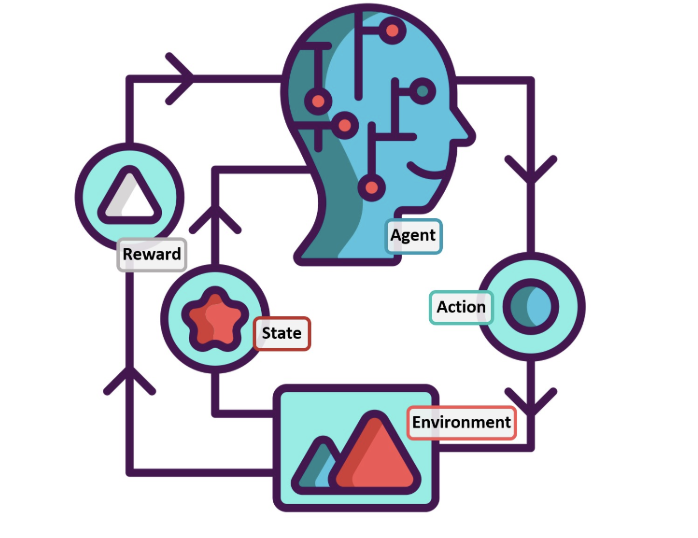 Agent
Reward
Action
State
Environment